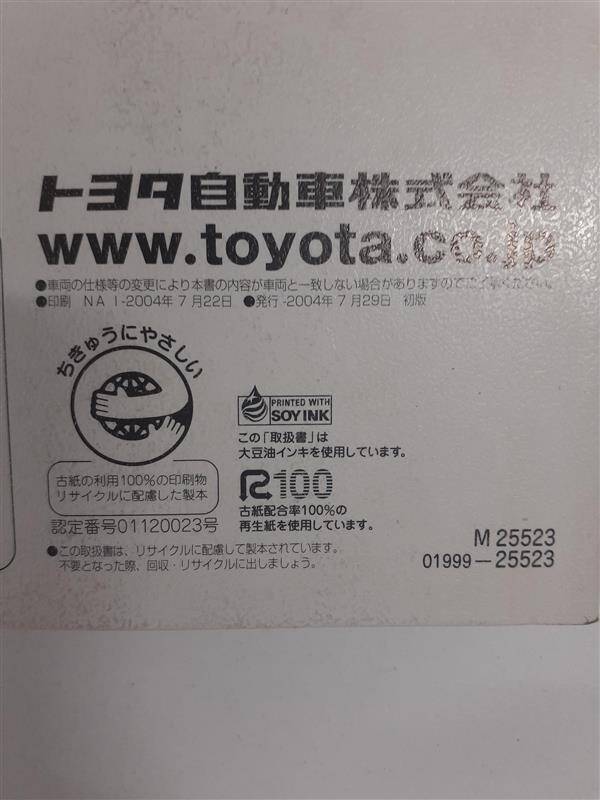 トヨタ自動車株式会社
www.toyota.co.jp
●車両の仕様等の変更により本書の内容が車両と一致しない場合がありますのでご了承ください。
●印刷 NA I-2004年 7月22日 ●発行-2004年 7月29日 初版
ちきゅうにやさしい
古紙の利用100%の印刷物
リサイクルに配慮した製本
認定番号01120023号
PRINTED WITH
SOY INK
この「取扱書」は
大豆油インキを使用しています。
R100
古紙配合率100%の
再生紙を使用しています。
●この取扱書は、リサイクルに配慮して製本されています。
不要となった際、回収・リサイクルに出しましょう。
M 25523
01999-25523